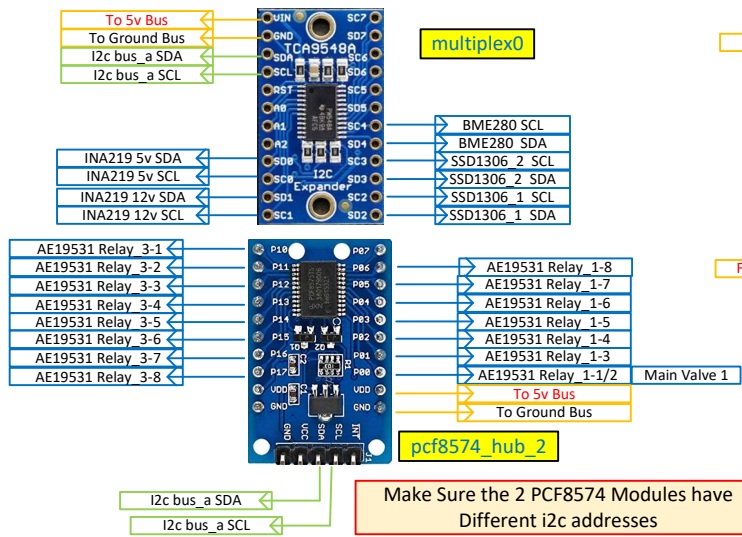 To 5v Bus
To Ground Bus
I2c bus_a SDA
I2c bus_a SCL
INA219 5v SDA
INA219 5v SCL
INA219 12v SDA
INA219 12v SCL
VIN
GND
SDA
SCL
RST
A0
A1
A2
SD0
SC0
SD1
SC1
TCA9548A
I2C
Expander
SC7
SD7
SC6
SD6
SC5
SD5
SC4
SD4
SC3
SD3
SC2
SD2
multiplex0
BME280 SCL
BME280 SDA
SSD1306_2 SCL
SSD1306_2 SDA
SSD1306_1 SCL
SSD1306_1 SDA
AE19531 Relay_3-1
AE19531 Relay_3-2
AE19531 Relay_3-3
AE19531 Relay_3-4
AE19531 Relay_3-5
AE19531 Relay_3-6
AE19531 Relay_3-7
AE19531 Relay_3-8
P10
P11
P12
P13
P14
P15
P16
P17
VDD
GND
Q1
Q2
C2
C1
R1
P07
P06
P05
P04
P03
P02
P01
P00
VDD
GND
GND
VCC
SDA
SCL
INT
J1
AE19531 Relay_1-8
AE19531 Relay_1-7
AE19531 Relay_1-6
AE19531 Relay_1-5
AE19531 Relay_1-4
AE19531 Relay_1-3
AE19531 Relay_1-1/2
Main Valve 1
To 5v Bus
To Ground Bus
pcf8574_hub_2
I2c bus_a SDA
I2c bus_a SCL
Make Sure the 2 PCF8574 Modules have
Different i2c addresses